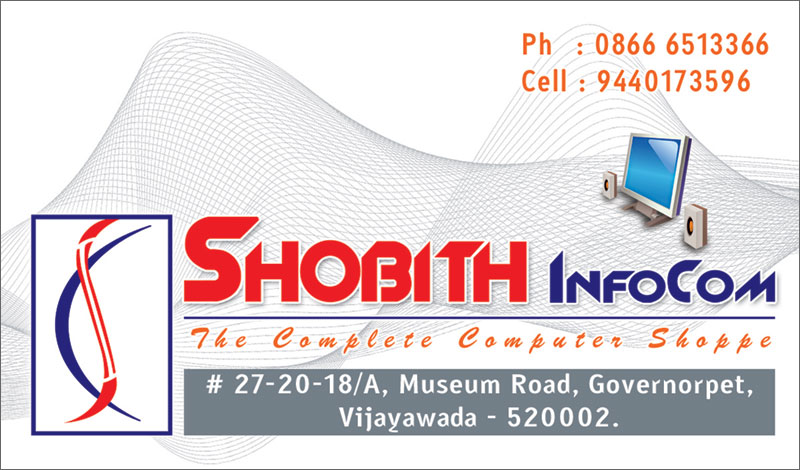 Ph : 0866 6513366
Cell : 9440173596
SHOBITH INFOCOM
The Complete Computer Shoppe
# 27-20-18/A, Museum Road, Governorpet,
Vijayawada - 520002.